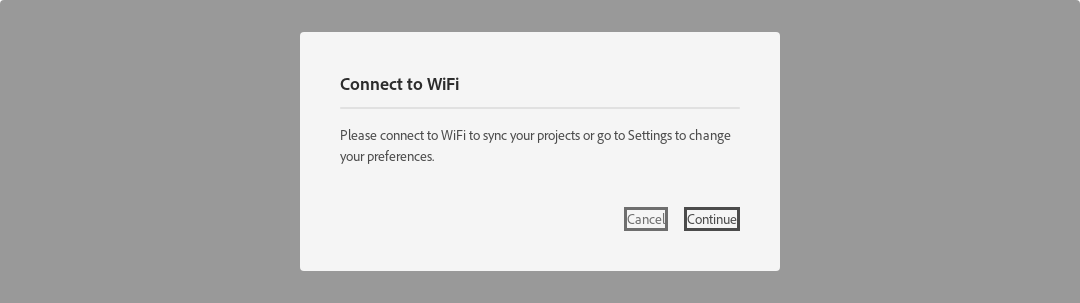 Connect to WiFi
Please connect to WiFi to sync your projects or go to Settings to change
your preferences.
Cancel Continue